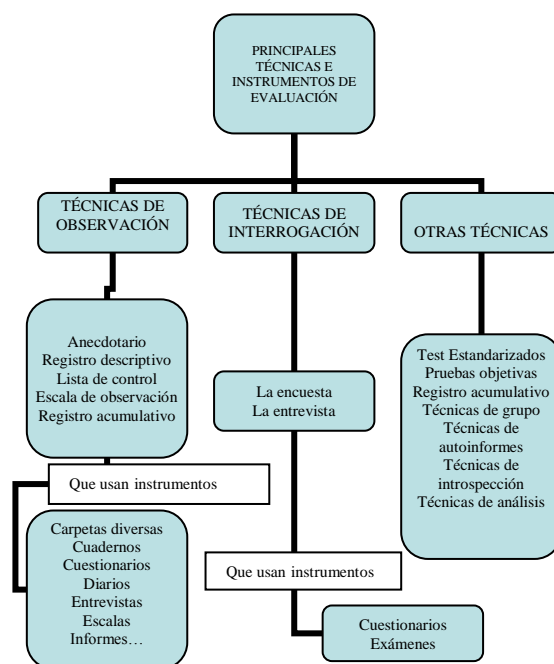 PRINCIPALES
TÉCNICAS E
INSTRUMENTOS DE
EVALUACIÓN
TÉCNICAS DE
OBSERVACIÓN
TÉCNICAS DE
INTERROGACIÓN
OTRAS TÉCNICAS
Anecdotario
Registro descriptivo
Lista de control
Escala de observación
Registro acumulativo
La encuesta
La entrevista
Test Estandarizados
Pruebas objetivas
Registro acumulativo
Técnicas de grupo
Técnicas de
autoinformes
Técnicas de
introspección
Técnicas de análisis
Que usan instrumentos
Carpetas diversas
Cuadernos
Cuestionarios
Diarios
Entrevistas
Escalas
Informes…
Que usan instrumentos
Cuestionarios
Exámenes